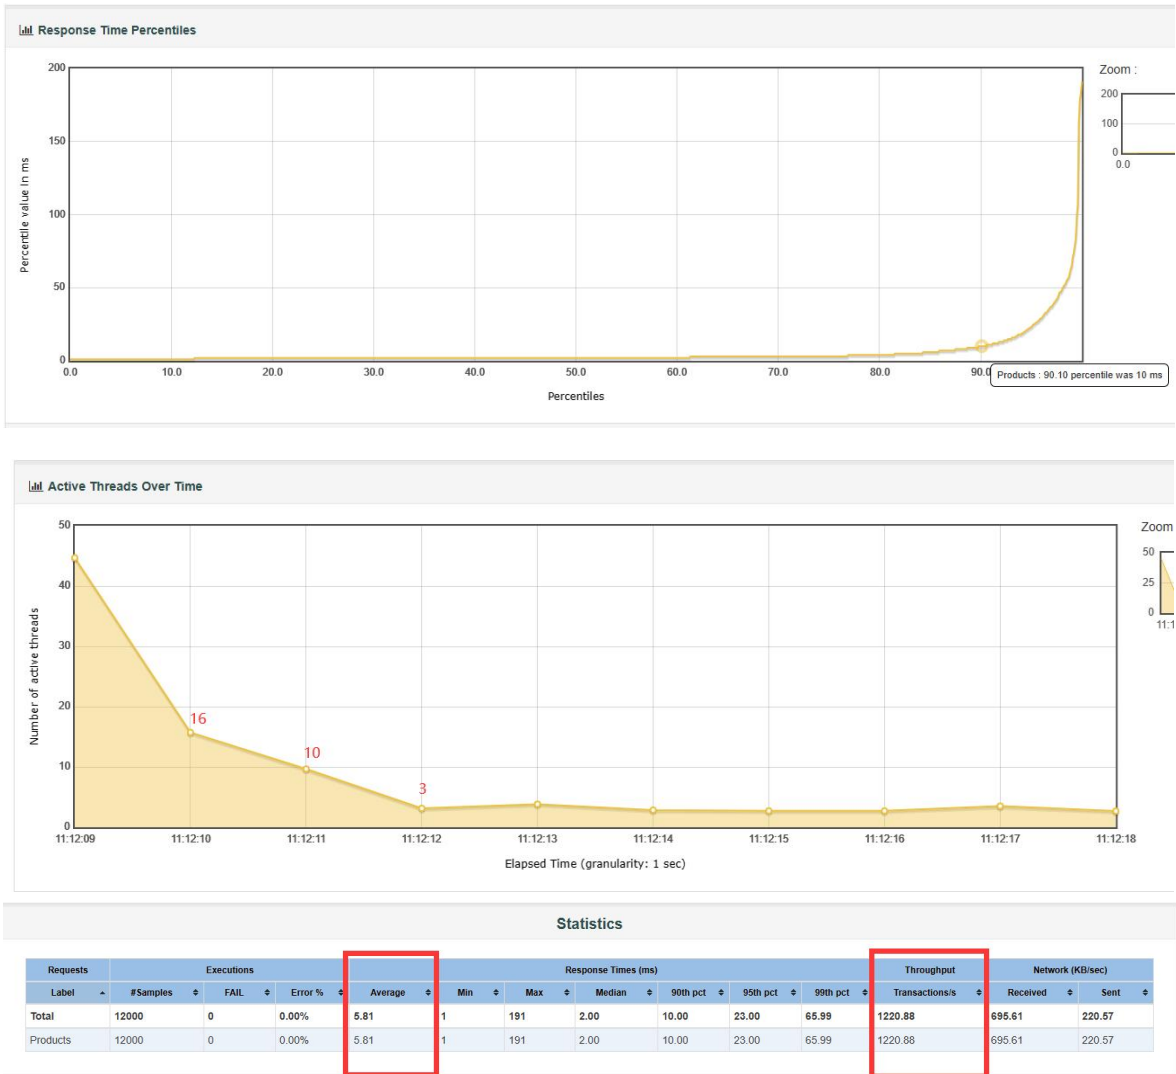 Response Time Percentiles
Zoom :
200
150
100
50
0
Percentile value in ms
200
100
0
0.0
0.0 10.0 20.0 30.0 40.0 50.0 60.0 70.0 80.0 90.0
Products : 90.10 percentile was 10 ms
Percentiles
Active Threads Over Time
Zoom
50
40
30
20
10
0
Number of active threads
16
10
3
50
25
0
11:1
11:12:09 11:12:10 11:12:11 11:12:12 11:12:13 11:12:14 11:12:15 11:12:16 11:12:17 11:12:18
Elapsed Time (granularity: 1 sec)
Statistics
Requests Executions Response Times (ms) Throughput Network (KB/sec)
Label #Samples FAIL Error % Average Min Max Median 90th pct 95th pct 99th pct Transactions/s Received Sent
Total 12000 0 0.00% 5.81 1 191 2.00 10.00 23.00 65.99 1220.88 695.61 220.57
Products 12000 0 0.00% 5.81 1 191 2.00 10.00 23.00 65.99 1220.88 695.61 220.57